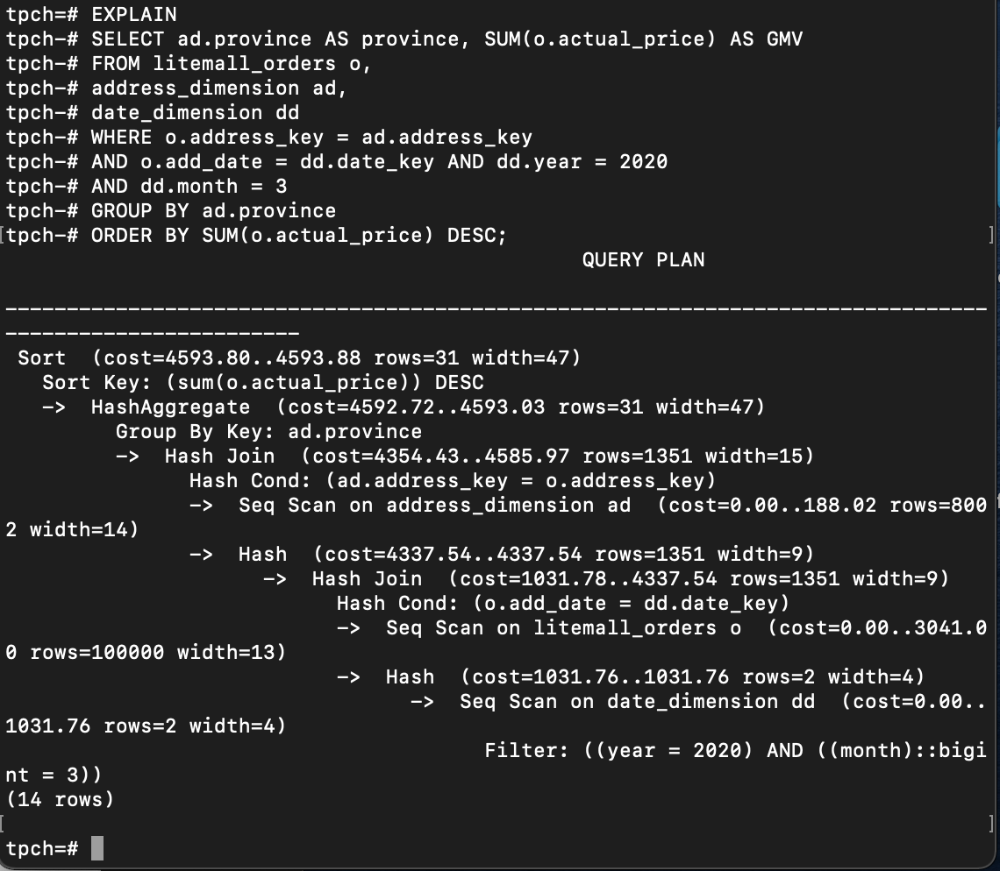 tpch=# EXPLAIN
tpch-# SELECT ad.province AS province, SUM(o.actual_price) AS GMV
tpch-# FROM litemall_orders o,
tpch-# address_dimension ad,
tpch-# date_dimension dd
tpch-# WHERE o.address_key = ad.address_key
tpch-# AND o.add_date = dd.date_key AND dd.year = 2020
tpch-# AND dd.month = 3
tpch-# GROUP BY ad.province
[tpch-# ORDER BY SUM(o.actual_price) DESC; ]
QUERY PLAN
--------------------------------------------------------------------------------
------------------------
Sort  (cost=4593.80..4593.88 rows=31 width=47)
Sort Key: (sum(o.actual_price)) DESC
->  HashAggregate  (cost=4592.72..4593.03 rows=31 width=47)
Group By Key: ad.province
->  Hash Join  (cost=4354.43..4585.97 rows=1351 width=15)
Hash Cond: (ad.address_key = o.address_key)
->  Seq Scan on address_dimension ad  (cost=0.00..188.02 rows=800
2 width=14)
->  Hash  (cost=4337.54..4337.54 rows=1351 width=9)
->  Hash Join  (cost=1031.78..4337.54 rows=1351 width=9)
Hash Cond: (o.add_date = dd.date_key)
->  Seq Scan on litemall_orders o  (cost=0.00..3041.0
0 rows=100000 width=13)
->  Hash  (cost=1031.76..1031.76 rows=2 width=4)
->  Seq Scan on date_dimension dd  (cost=0.00..
1031.76 rows=2 width=4)
Filter: ((year = 2020) AND ((month)::bigi
nt = 3))
(14 rows)
[ ]
tpch=#